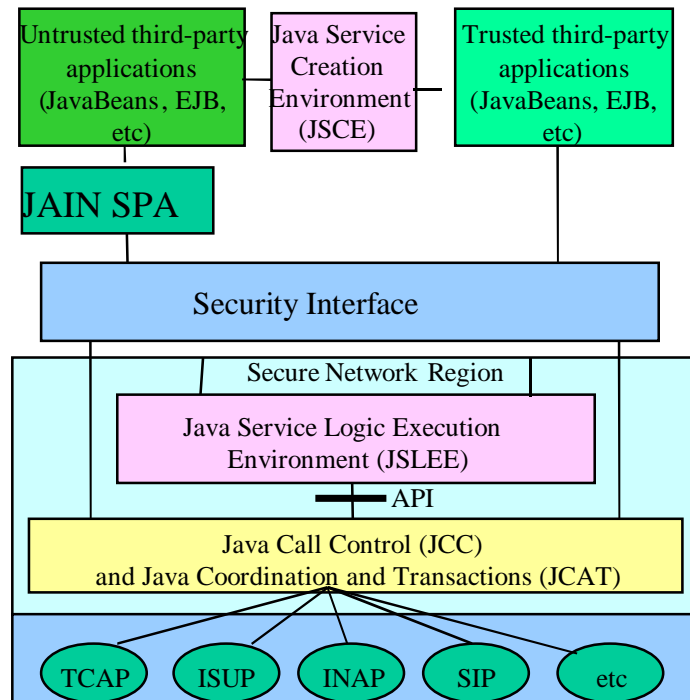 Untrusted third-party
applications
(JavaBeans, EJB,
etc)
Java Service
Creation
Environment
(JSCE)
Trusted third-party
applications
(JavaBeans, EJB,
etc)
JAIN SPA
Security Interface
Secure Network Region
Java Service Logic Execution
Environment (JSLEE)
API
Java Call Control (JCC)
and Java Coordination and Transactions (JCAT)
TCAP
ISUP
INAP
SIP
etc